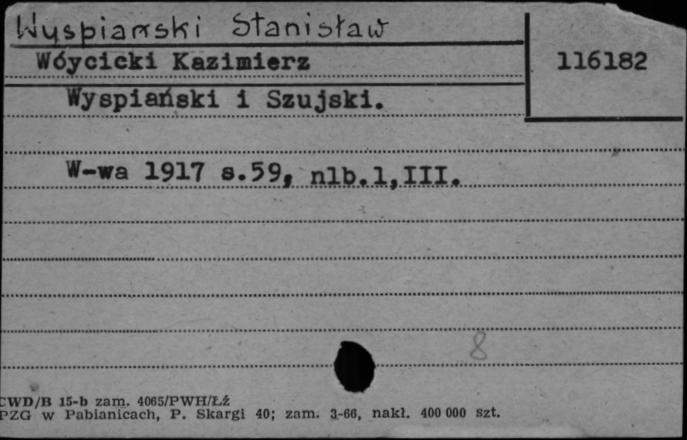 Wyspiański Stanisław
Wóycicki Kazimierz
116182
Wyspiański i Szujski.
W-wa 1917 s.59, nlb.1,III.
8
CWD/B 15-b zam. 4065/PWH/Łź
PZG w Pabianicach, P. Skargi 40; zam. 3-66, nakł. 400 000 szt.